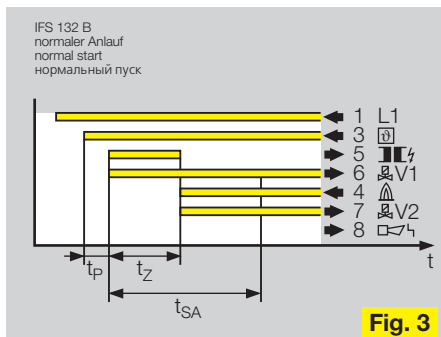 IFS 132 B
normaler Anlauf
normal start
нормальный пуск
1 L1
3 ϑ
5
6 V1
4
7 V2
8
t
tP tZ
tSA
Fig. 3